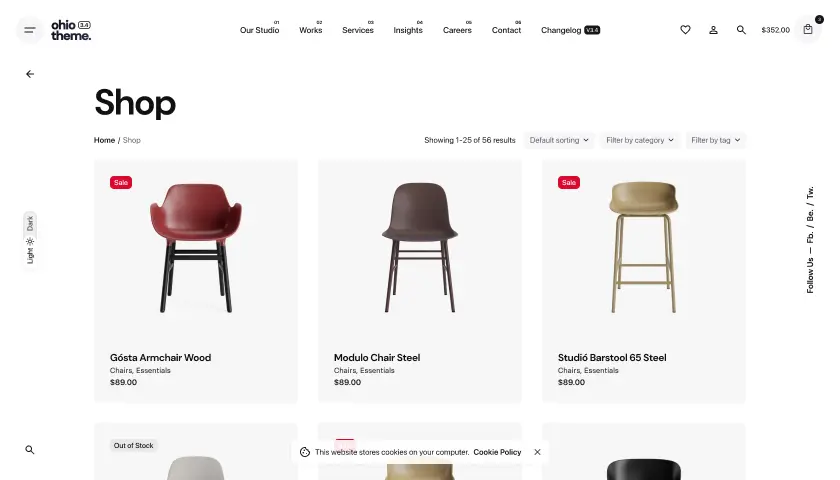 ohio 3.4
theme.
Our Studio 01
Works 02
Services 03
Insights 04
Careers 05
Contact 06
Changelog V3.4
$352.00
3
Shop
Home / Shop
Showing 1–25 of 56 results
Default sorting
Filter by category
Filter by tag
Sale
Sale
Gósta Armchair Wood
Chairs, Essentials
$89.00
Modulo Chair Steel
Chairs, Essentials
$89.00
Studió Barstool 65 Steel
Chairs, Essentials
$89.00
Light
Dark
Follow Us — Fb. / Be. / Tw.
Out of Stock
This website stores cookies on your computer. Cookie Policy